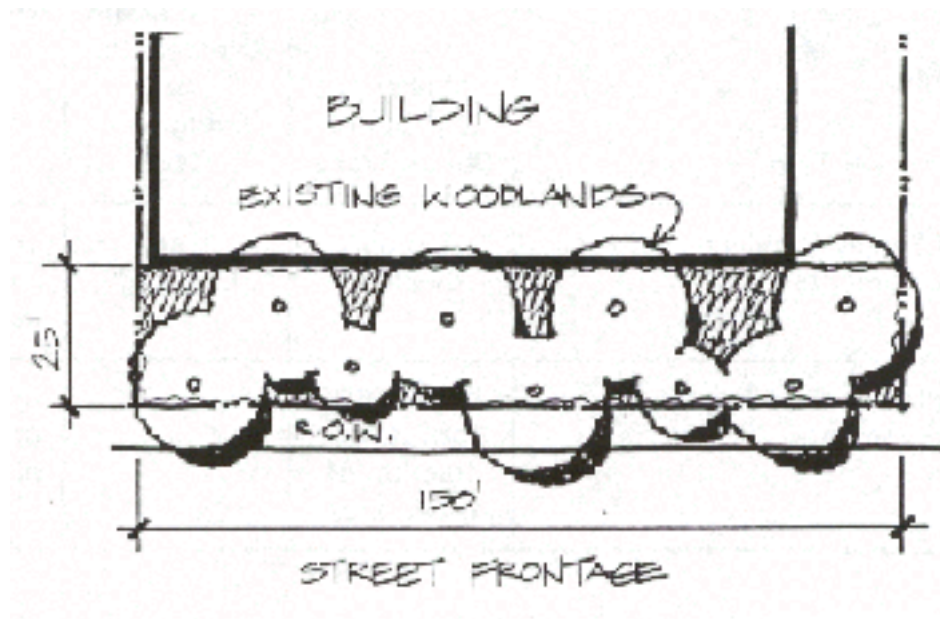 BUILDING
EXISTING WOODLANDS
25'
R.O.W.
150'
STREET FRONTAGE